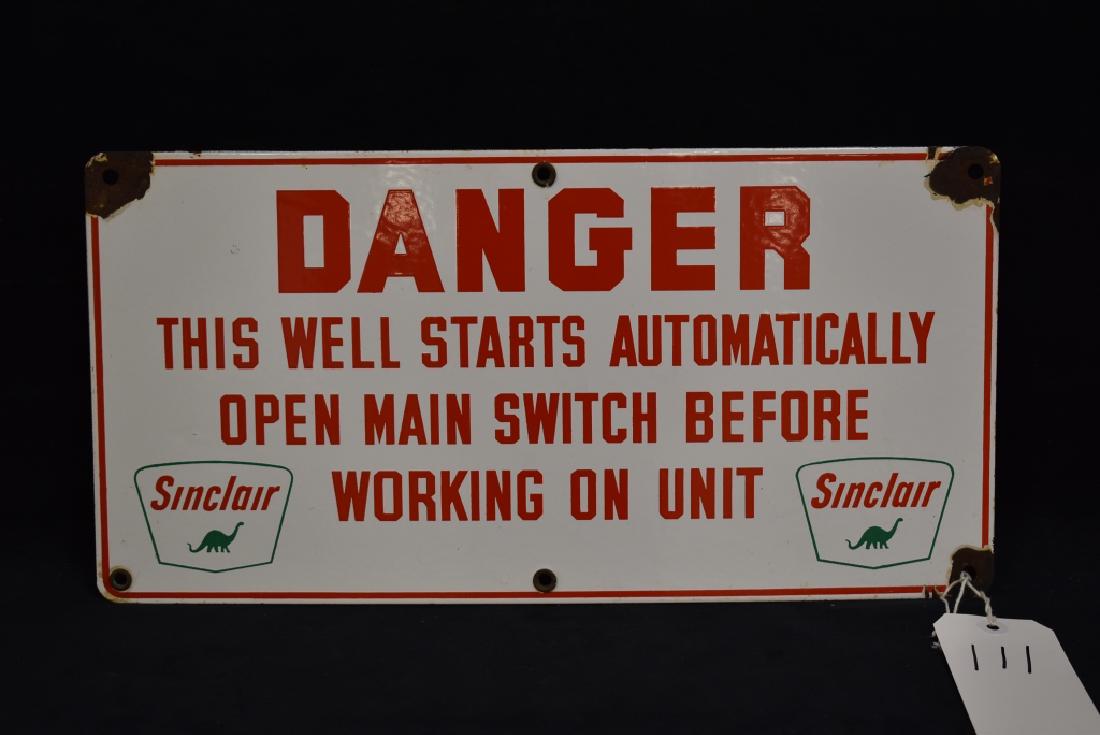 DANGER
THIS WELL STARTS AUTOMATICALLY
OPEN MAIN SWITCH BEFORE
WORKING ON UNIT
Sinclair
Sinclair
111